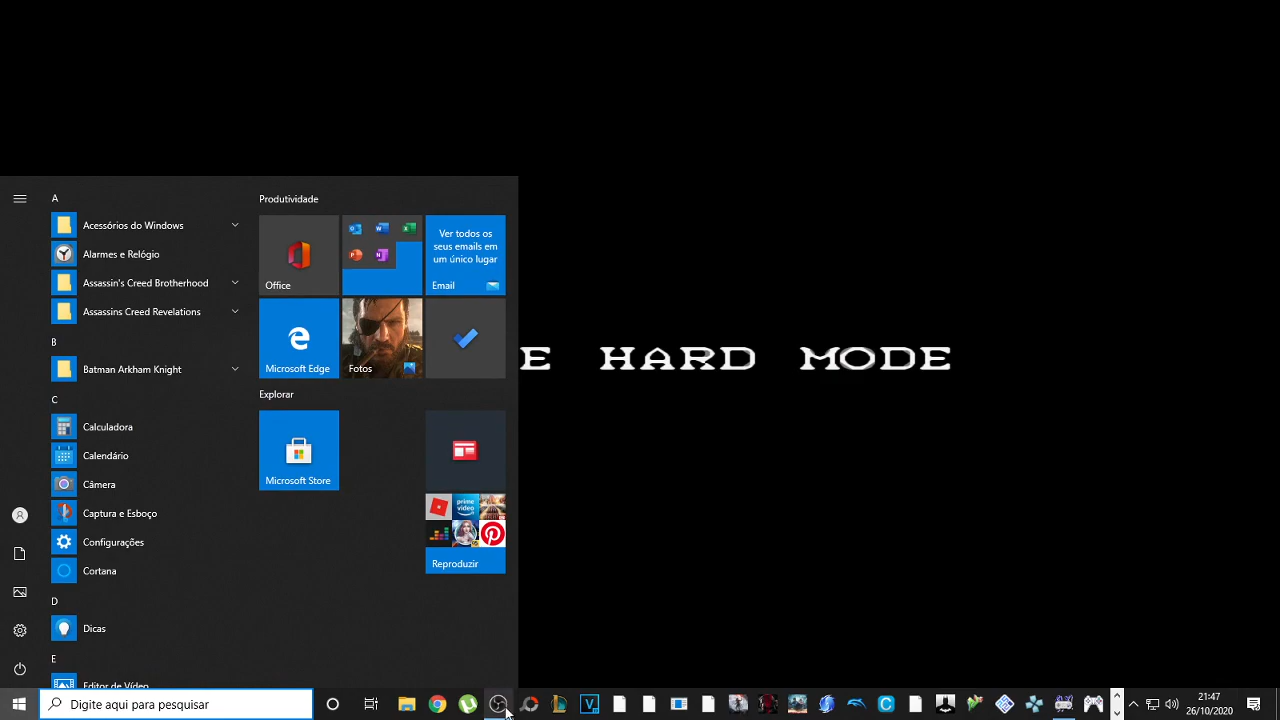 A
Acessórios do Windows
Alarmes e Relógio
Assassin's Creed Brotherhood
Assassins Creed Revelations
B
Batman Arkham Knight
C
Calculadora
Calendário
Câmera
Captura e Esboço
Configurações
Cortana
D
Dicas
E
Editor de Vídeo
Produtividade
Office
Ver todos os
seus emails em
um único lugar
Email
Microsoft Edge
Fotos
Explorar
Microsoft Store
prime
video
Reproduzir
E HARD MODE
Digite aqui para pesquisar
21:47
26/10/2020